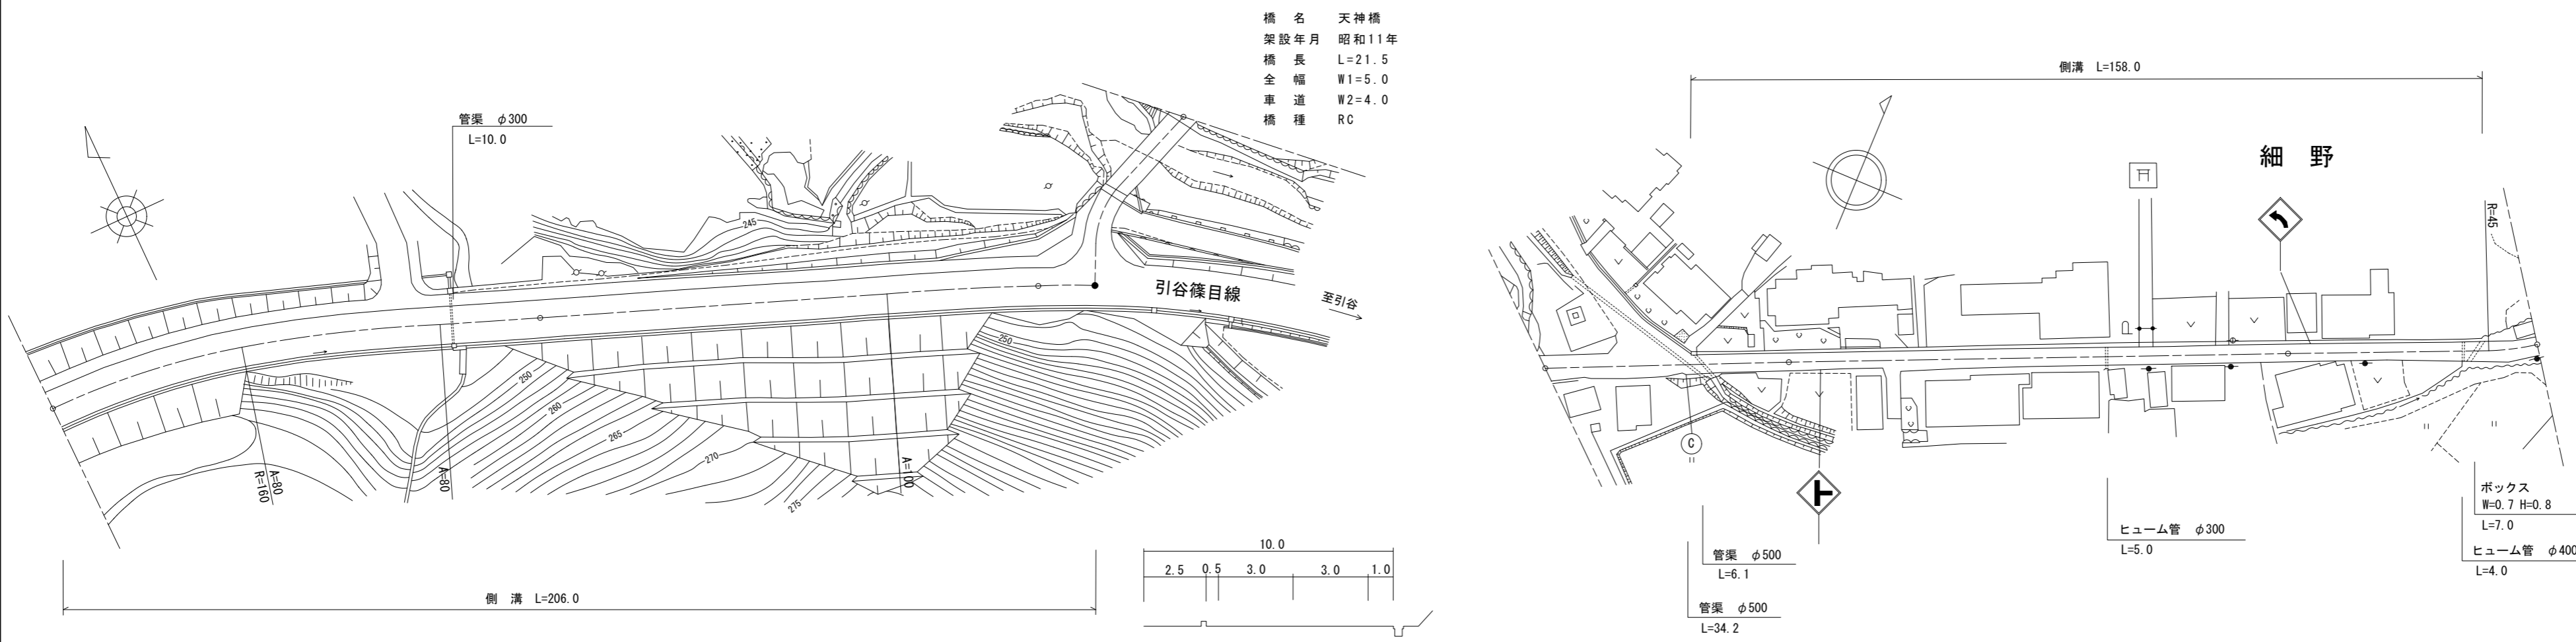 橋 名 天神橋
架設年月 昭和11年
橋 長 L=21.5
全 幅 W1=5.0
車 道 W2=4.0
橋 種 RC
管渠 φ300
L=10.0
245
引谷篠目線
至引谷
250
250
260
265
270
275
A=80
R=160
A=80
A=100
側 溝 L=206.0
10.0
2.5 0.5 3.0 3.0 1.0
側溝 L=158.0
細 野
R=45
C
管渠 φ500
L=6.1
管渠 φ500
L=34.2
ヒューム管 φ300
L=5.0
ボックス
W=0.7 H=0.8
L=7.0
ヒューム管 φ400
L=4.0